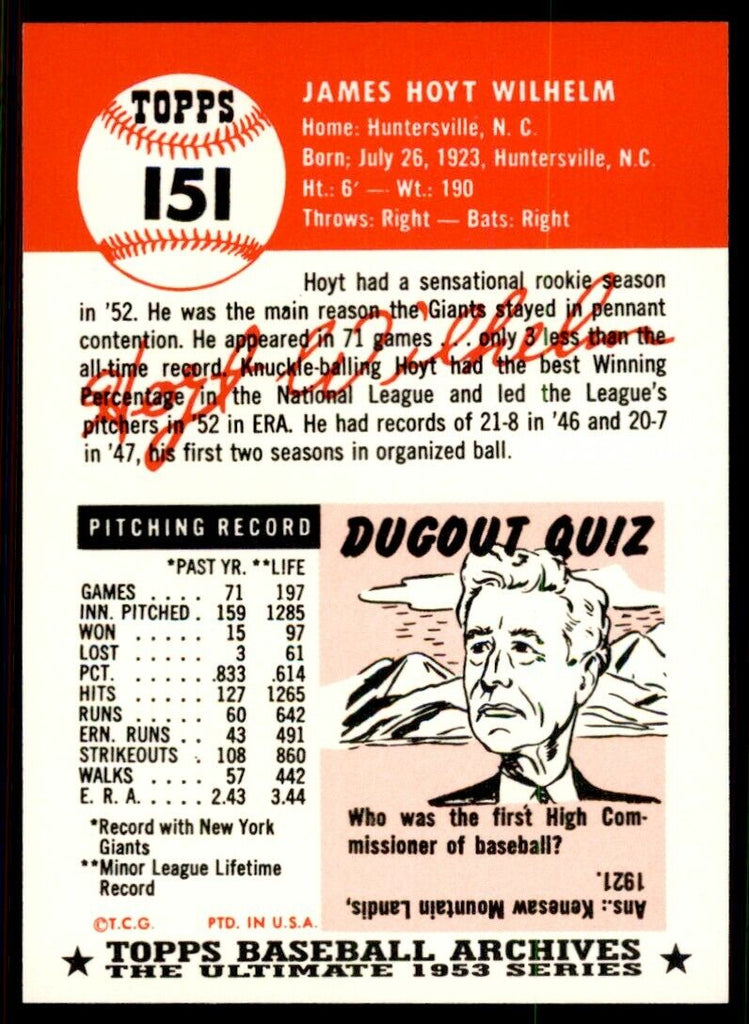 TOPPS
151
JAMES HOYT WILHELM
Home: Huntersville, N. C.
Born; July 26, 1923, Huntersville, N.C.
Ht.: 6' — Wt.: 190
Throws: Right — Bats: Right
Hoyt had a sensational rookie season
in '52. He was the main reason the Giants stayed in pennant
contention. He appeared in 71 games . . . only 3 less than the
all-time record. Knuckle-balling Hoyt had the best Winning
Percentage in the National League and led the League's
pitchers in '52 in ERA. He had records of 21-8 in '46 and 20-7
in '47, his first two seasons in organized ball.
Hoyt Wilhelm
PITCHING RECORD
*PAST YR. **LIFE
GAMES . . . . 71 197
INN. PITCHED . 159 1285
WON . . . . . 15 97
LOST . . . . . 3 61
PCT. . . . . . .833 .614
HITS . . . . . 127 1265
RUNS . . . . . 60 642
ERN. RUNS . . 43 491
STRIKEOUTS . 108 860
WALKS . . . . 57 442
E. R. A. . . . . 2.43 3.44
*Record with New York
Giants
**Minor League Lifetime
Record
DUGOUT QUIZ
Who was the first High Com-
missioner of baseball?
Ans.: Kenesaw Mountain Landis,
1921.
©T.C.G. PTD. IN U.S.A.
TOPPS BASEBALL ARCHIVES
THE ULTIMATE 1953 SERIES